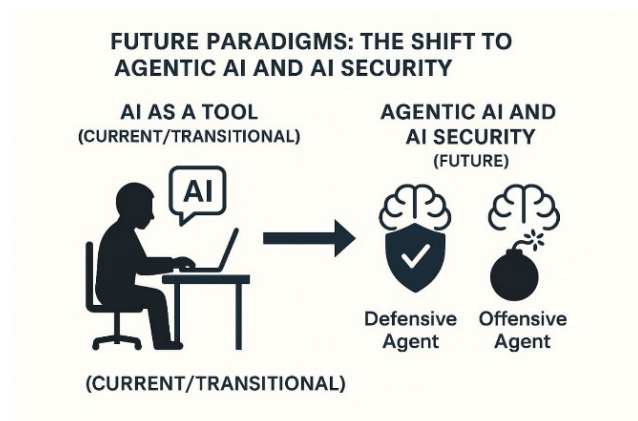 FUTURE PARADIGMS: THE SHIFT TO
AGENTIC AI AND AI SECURITY
AI AS A TOOL
(CURRENT/TRANSITIONAL)
AI
(CURRENT/TRANSITIONAL)
AGENTIC AI AND
AI SECURITY
(FUTURE)
Defensive
Agent
Offensive
Agent